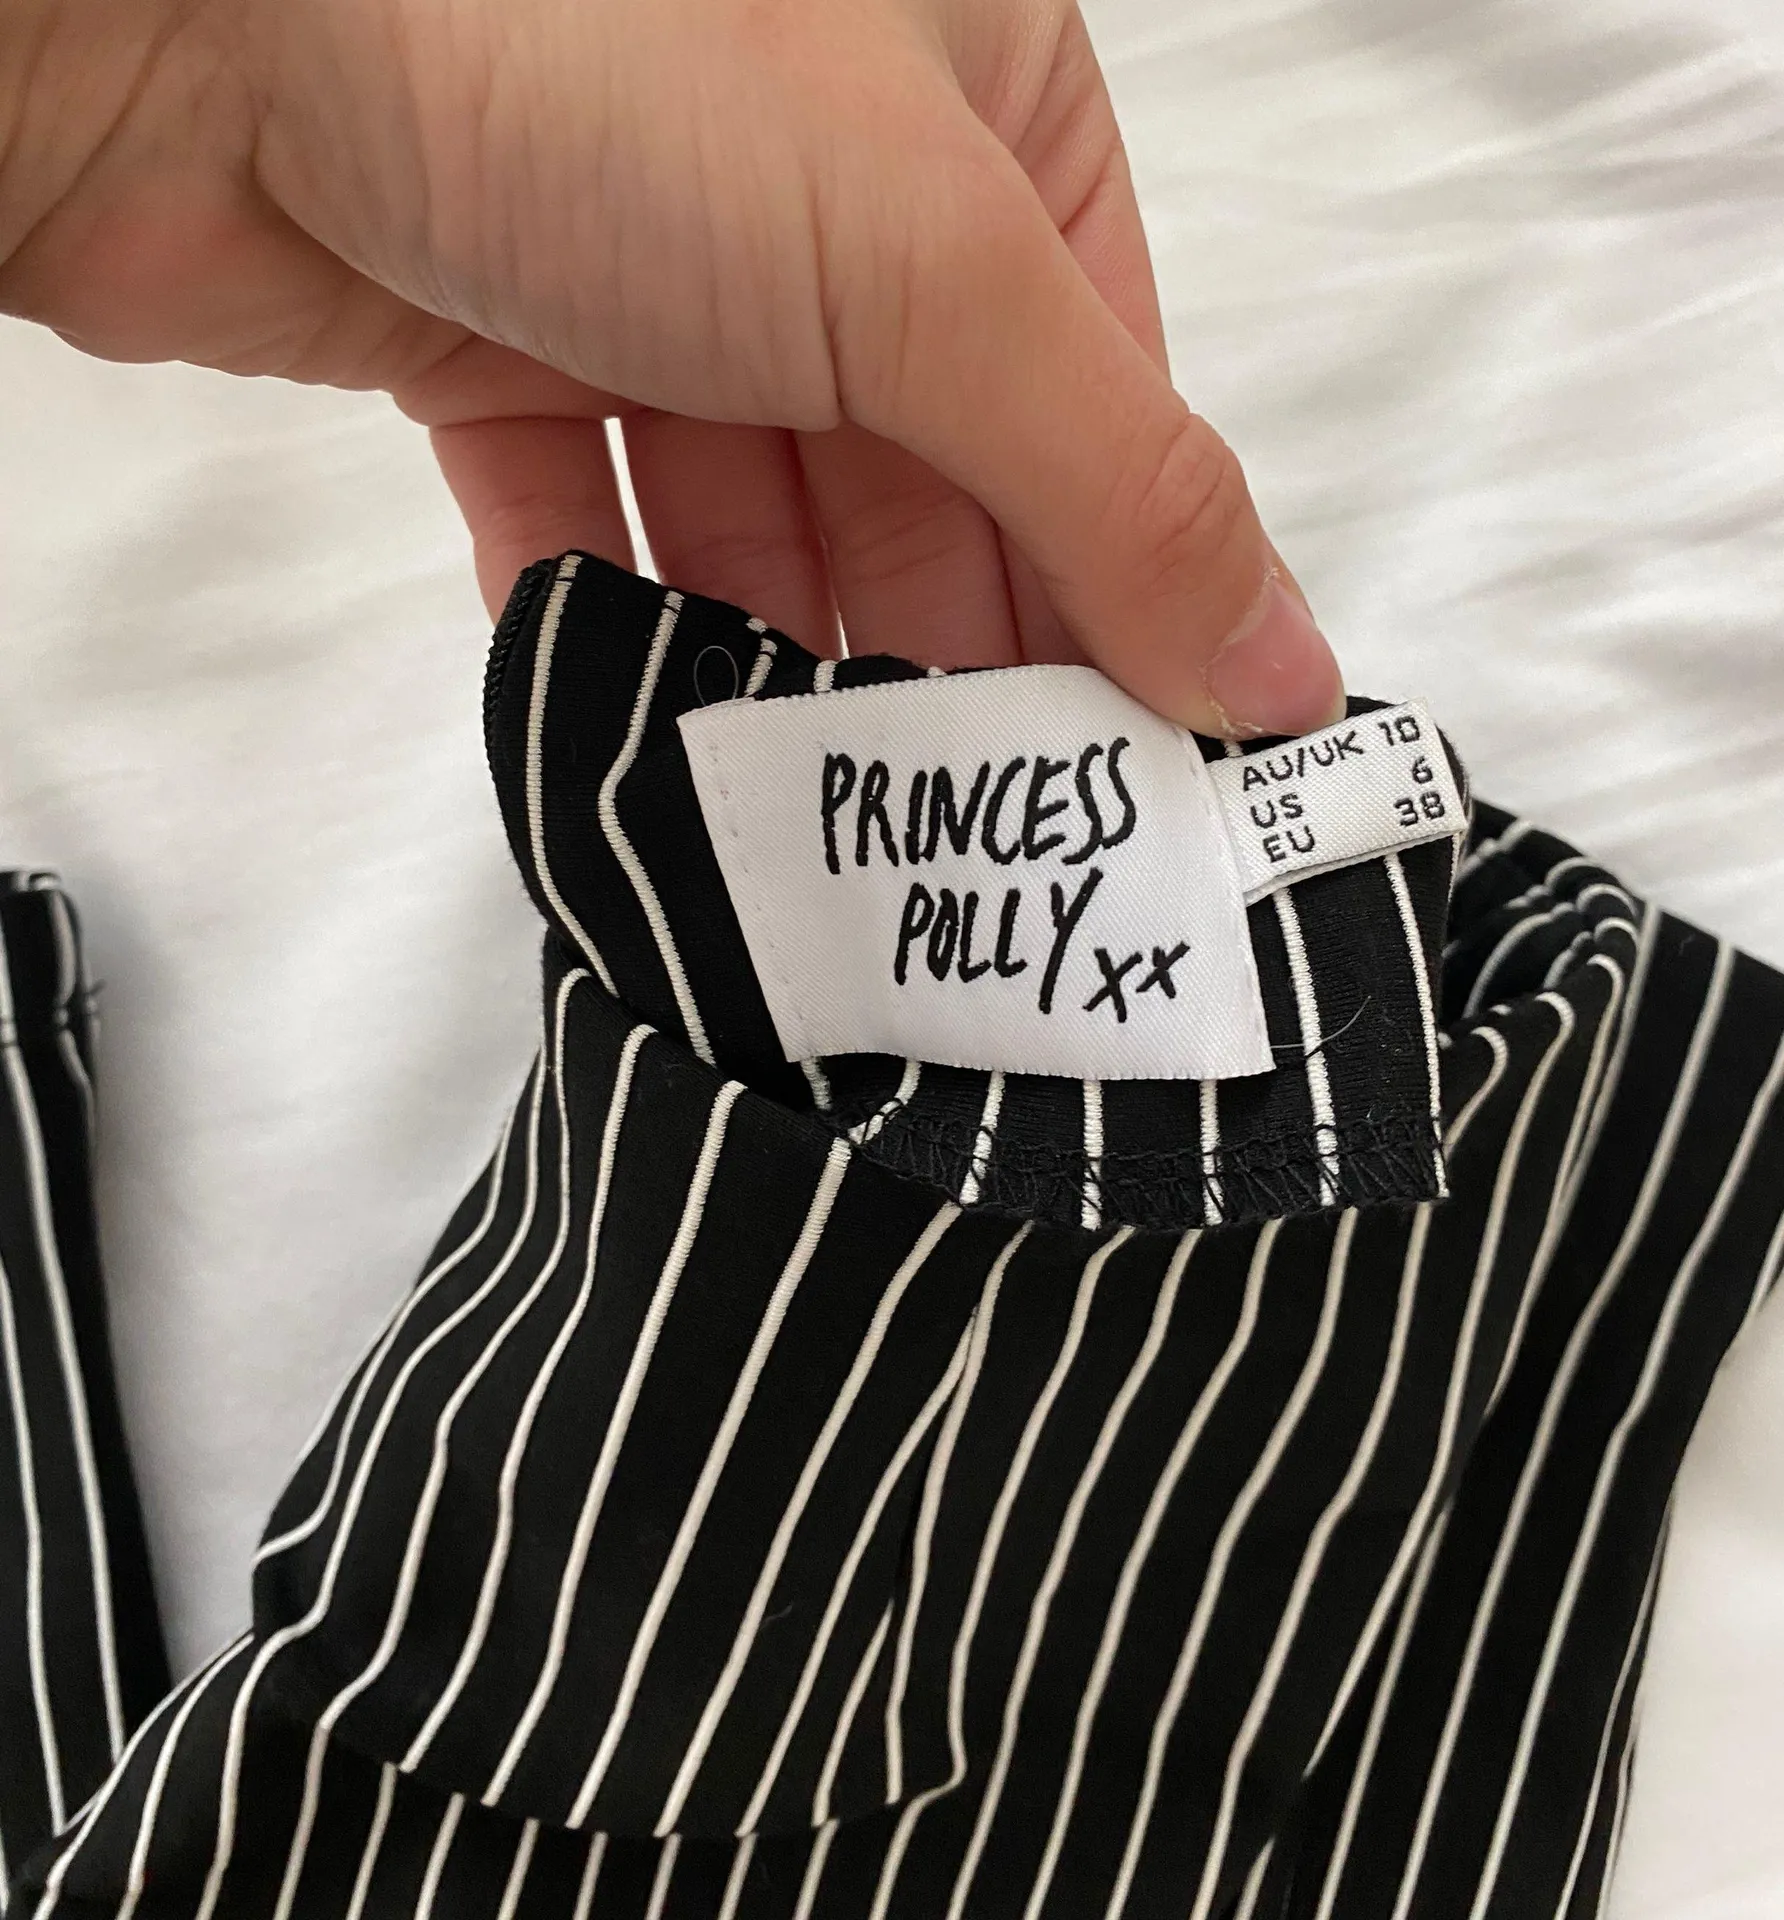 PRINCESS
POLLY xx
AU/UK 10
US 6
EU 38